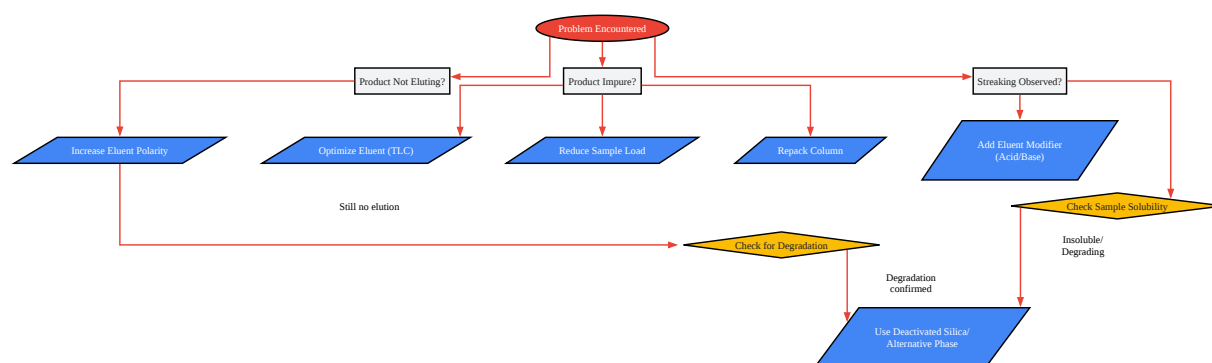 Problem Encountered
Product Not Eluting?
Product Impure?
Streaking Observed?
Increase Eluent Polarity
Optimize Eluent (TLC)
Reduce Sample Load
Repack Column
Add Eluent Modifier
(Acid/Base)
Still no elution
Check Sample Solubility
Check for Degradation
Insoluble/
Degrading
Degradation
confirmed
Use Deactivated Silica/
Alternative Phase